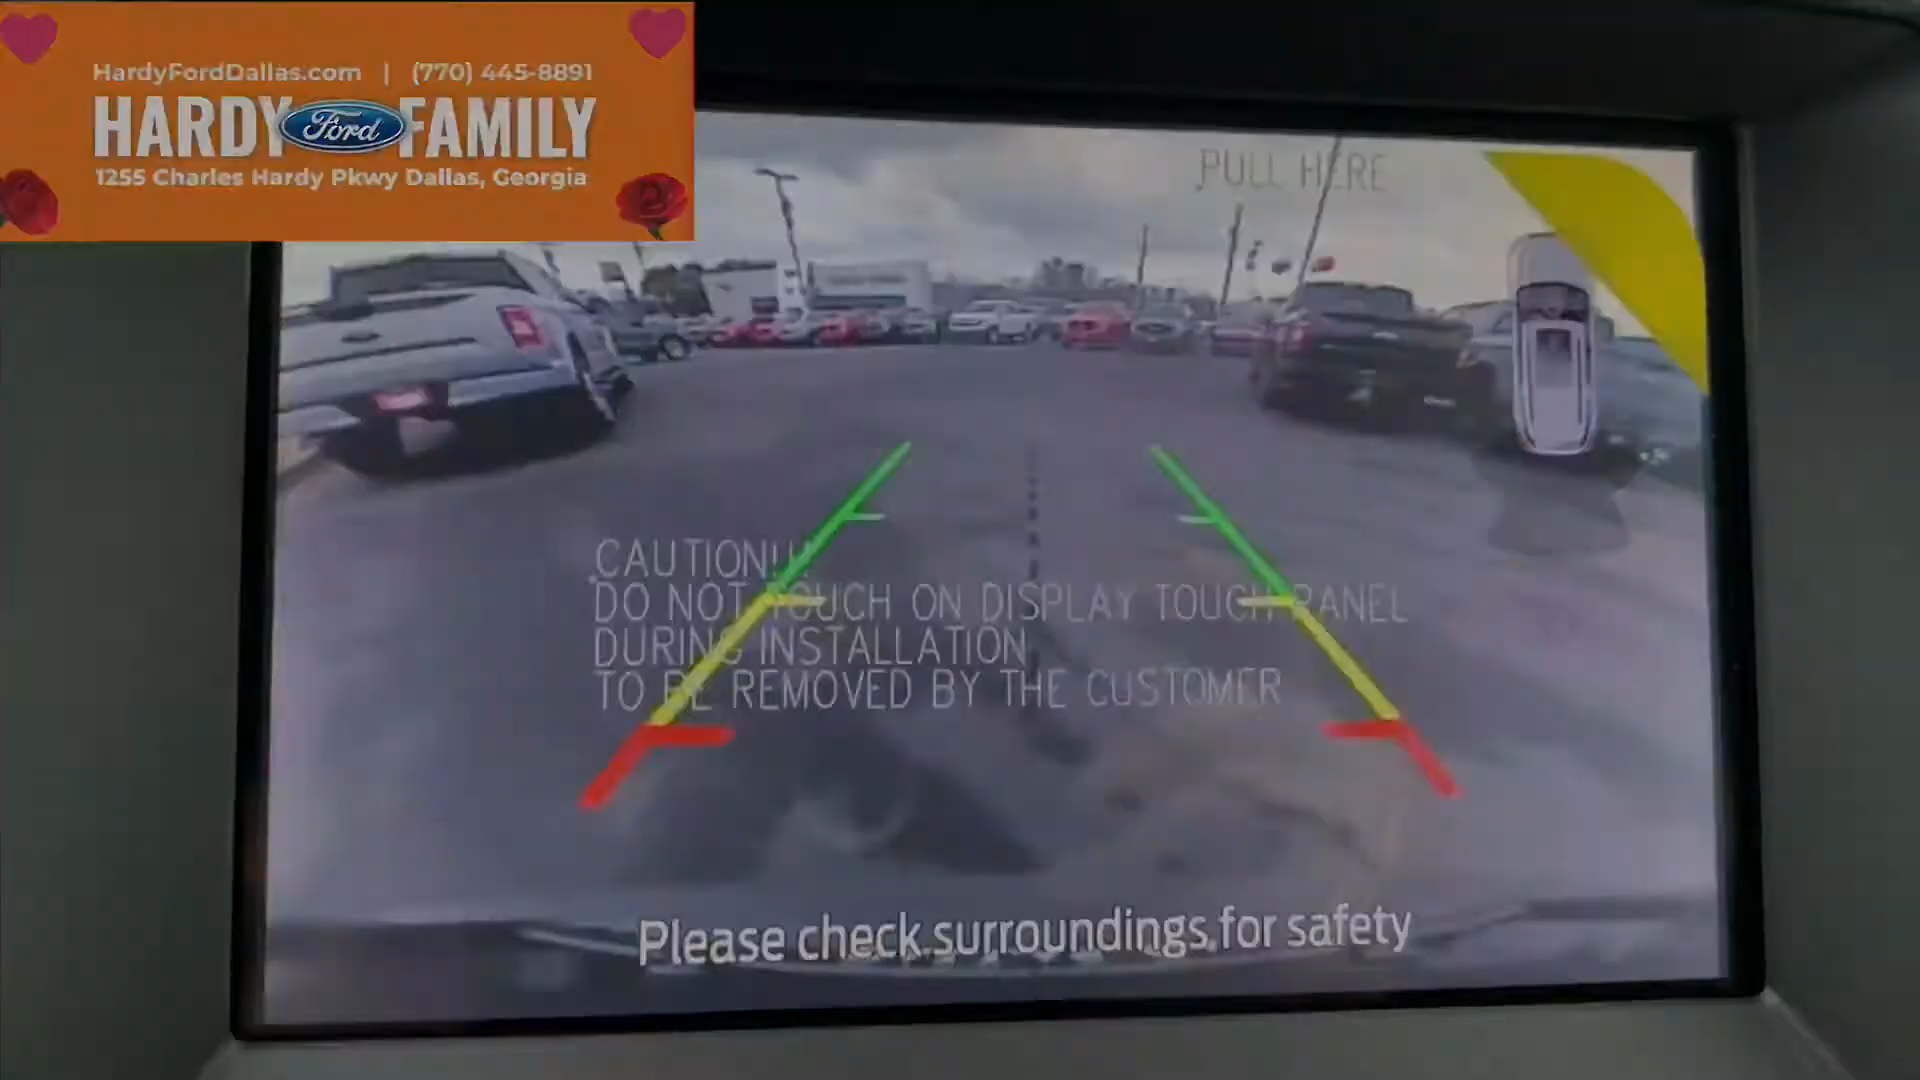 HardyFordDallas.com | (770) 445-8891
HARDY Ford FAMILY
1255 Charles Hardy Pkwy Dallas, Georgia
PULL HERE
CAUTION!!!
DO NOT TOUCH ON DISPLAY TOUCH PANEL
DURING INSTALLATION
TO BE REMOVED BY THE CUSTOMER
Please check surroundings for safety